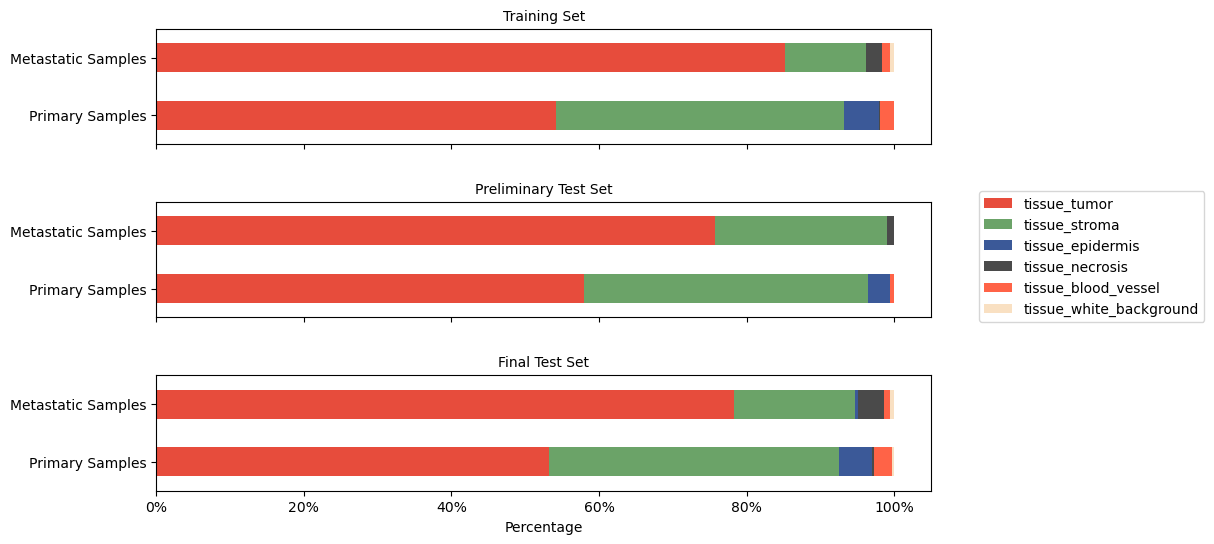 Training Set
Metastatic Samples
Primary Samples
Preliminary Test Set
Metastatic Samples
Primary Samples
tissue_tumor
tissue_stroma
tissue_epidermis
tissue_necrosis
tissue_blood_vessel
tissue_white_background
Final Test Set
Metastatic Samples
Primary Samples
0% 20% 40% 60% 80% 100%
Percentage